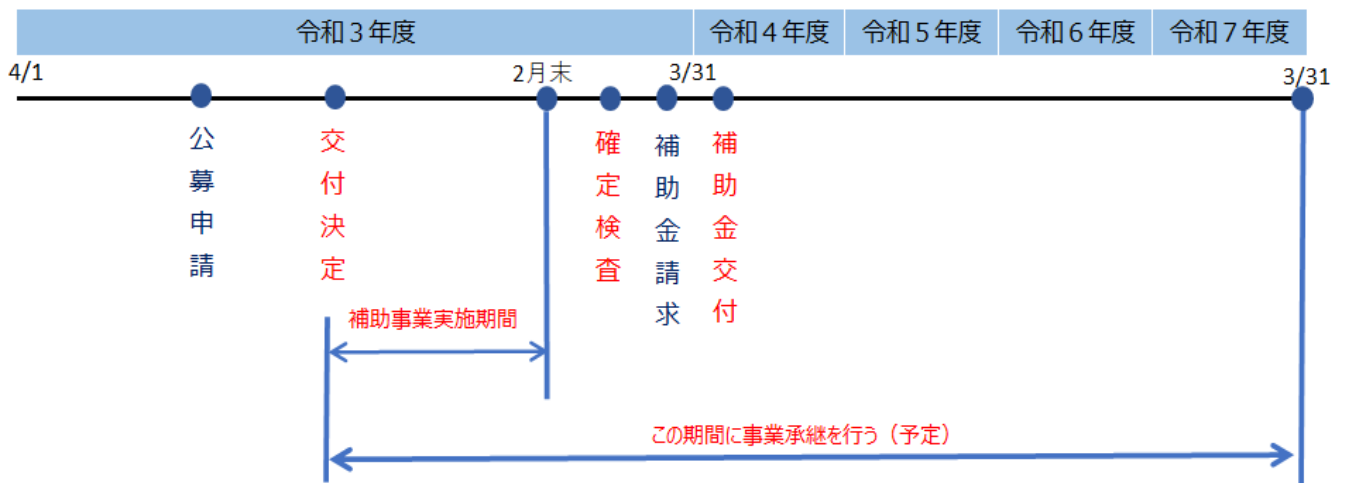 令和３年度
令和４年度
令和５年度
令和６年度
令和７年度
4/1
2月末
3/31
3/31
公募申請
交付決定
確定検査
補助金請求
補助金交付
補助事業実施期間
この期間に事業承継を行う（予定）